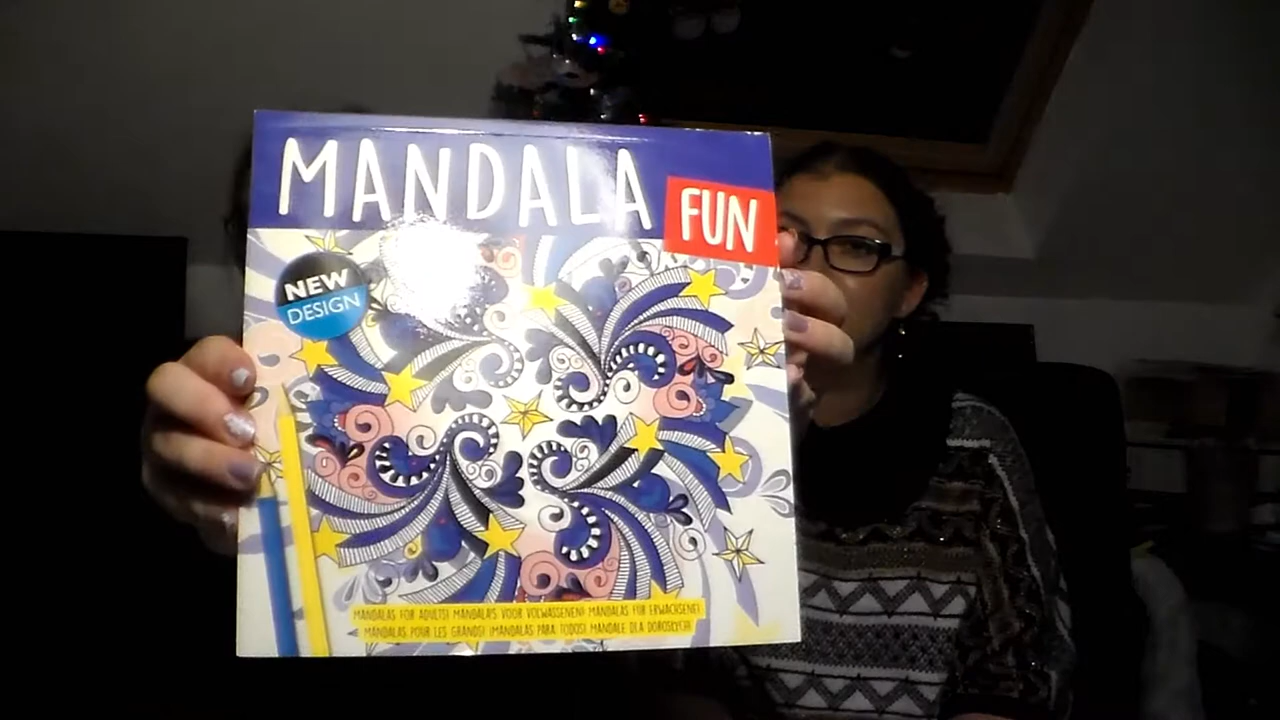 MANDALA
FUN
NEW
DESIGN
MANDALAS FOR ADULTS! MANDALA'S VOOR VOLWASSENEN! MANDALAS FÜR ERWACHSENE!
MANDALAS POUR LES GRANDS! ¡MANDALAS PARA TODOS! MANDALE DLA DOROSŁYCH!